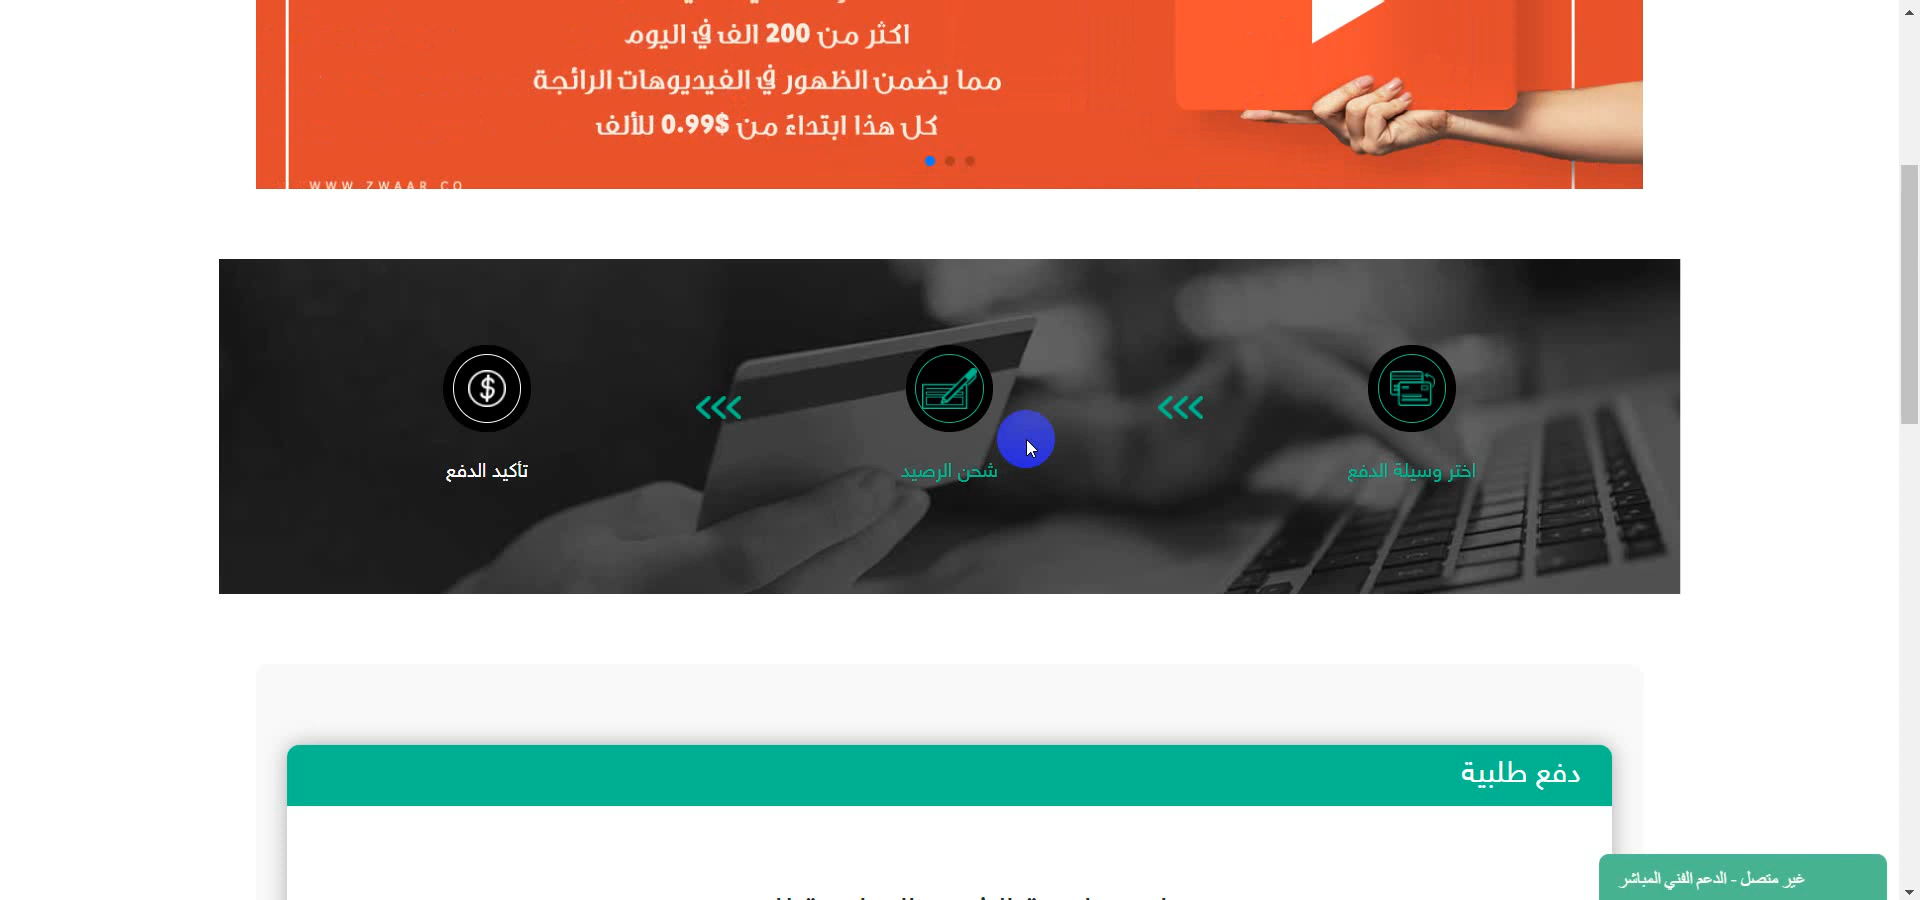 اكثر من 200 الف في اليوم
مما يضمن الظهور في الفيديوهات الرائجة
كل هذا ابتداءً من 0.99$ للألف
WWW.ZWAAR.CO
اختر وسيلة الدفع
شحن الرصيد
تأكيد الدفع
دفع طلبية
غير متصل - الدعم الفني المباشر